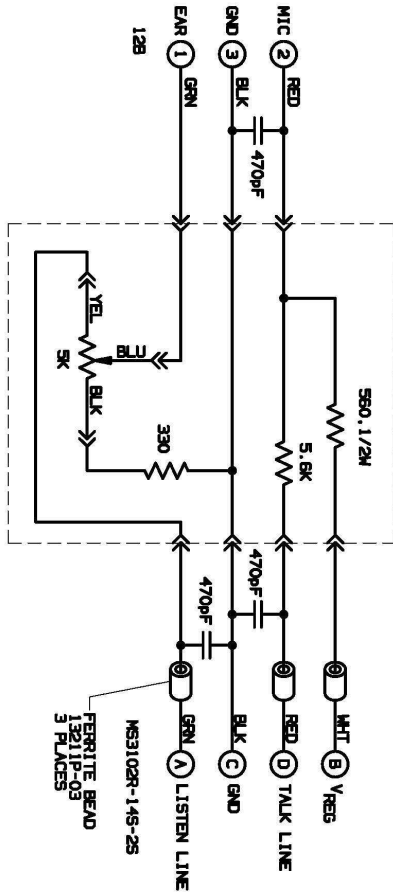 MIC
2
RED
GND
3
BLK
EAR
1
GRN
12B
470pF
560,1/2W
5.6K
330
BLU
YEL
5K
BLK
470pF
470pF
WHT
B
VREG
RED
D
TALK LINE
BLK
C
GND
GRN
A
LISTEN LINE
MS3102R-14S-2S
FERRITE BEAD
1321JP-03
3 PLACES